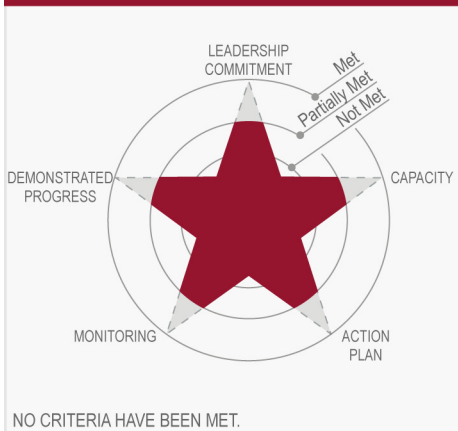 LEADERSHIP
COMMITMENT
Met
Partially Met
Not Met
DEMONSTRATED
PROGRESS
CAPACITY
MONITORING
ACTION
PLAN
NO CRITERIA HAVE BEEN MET.